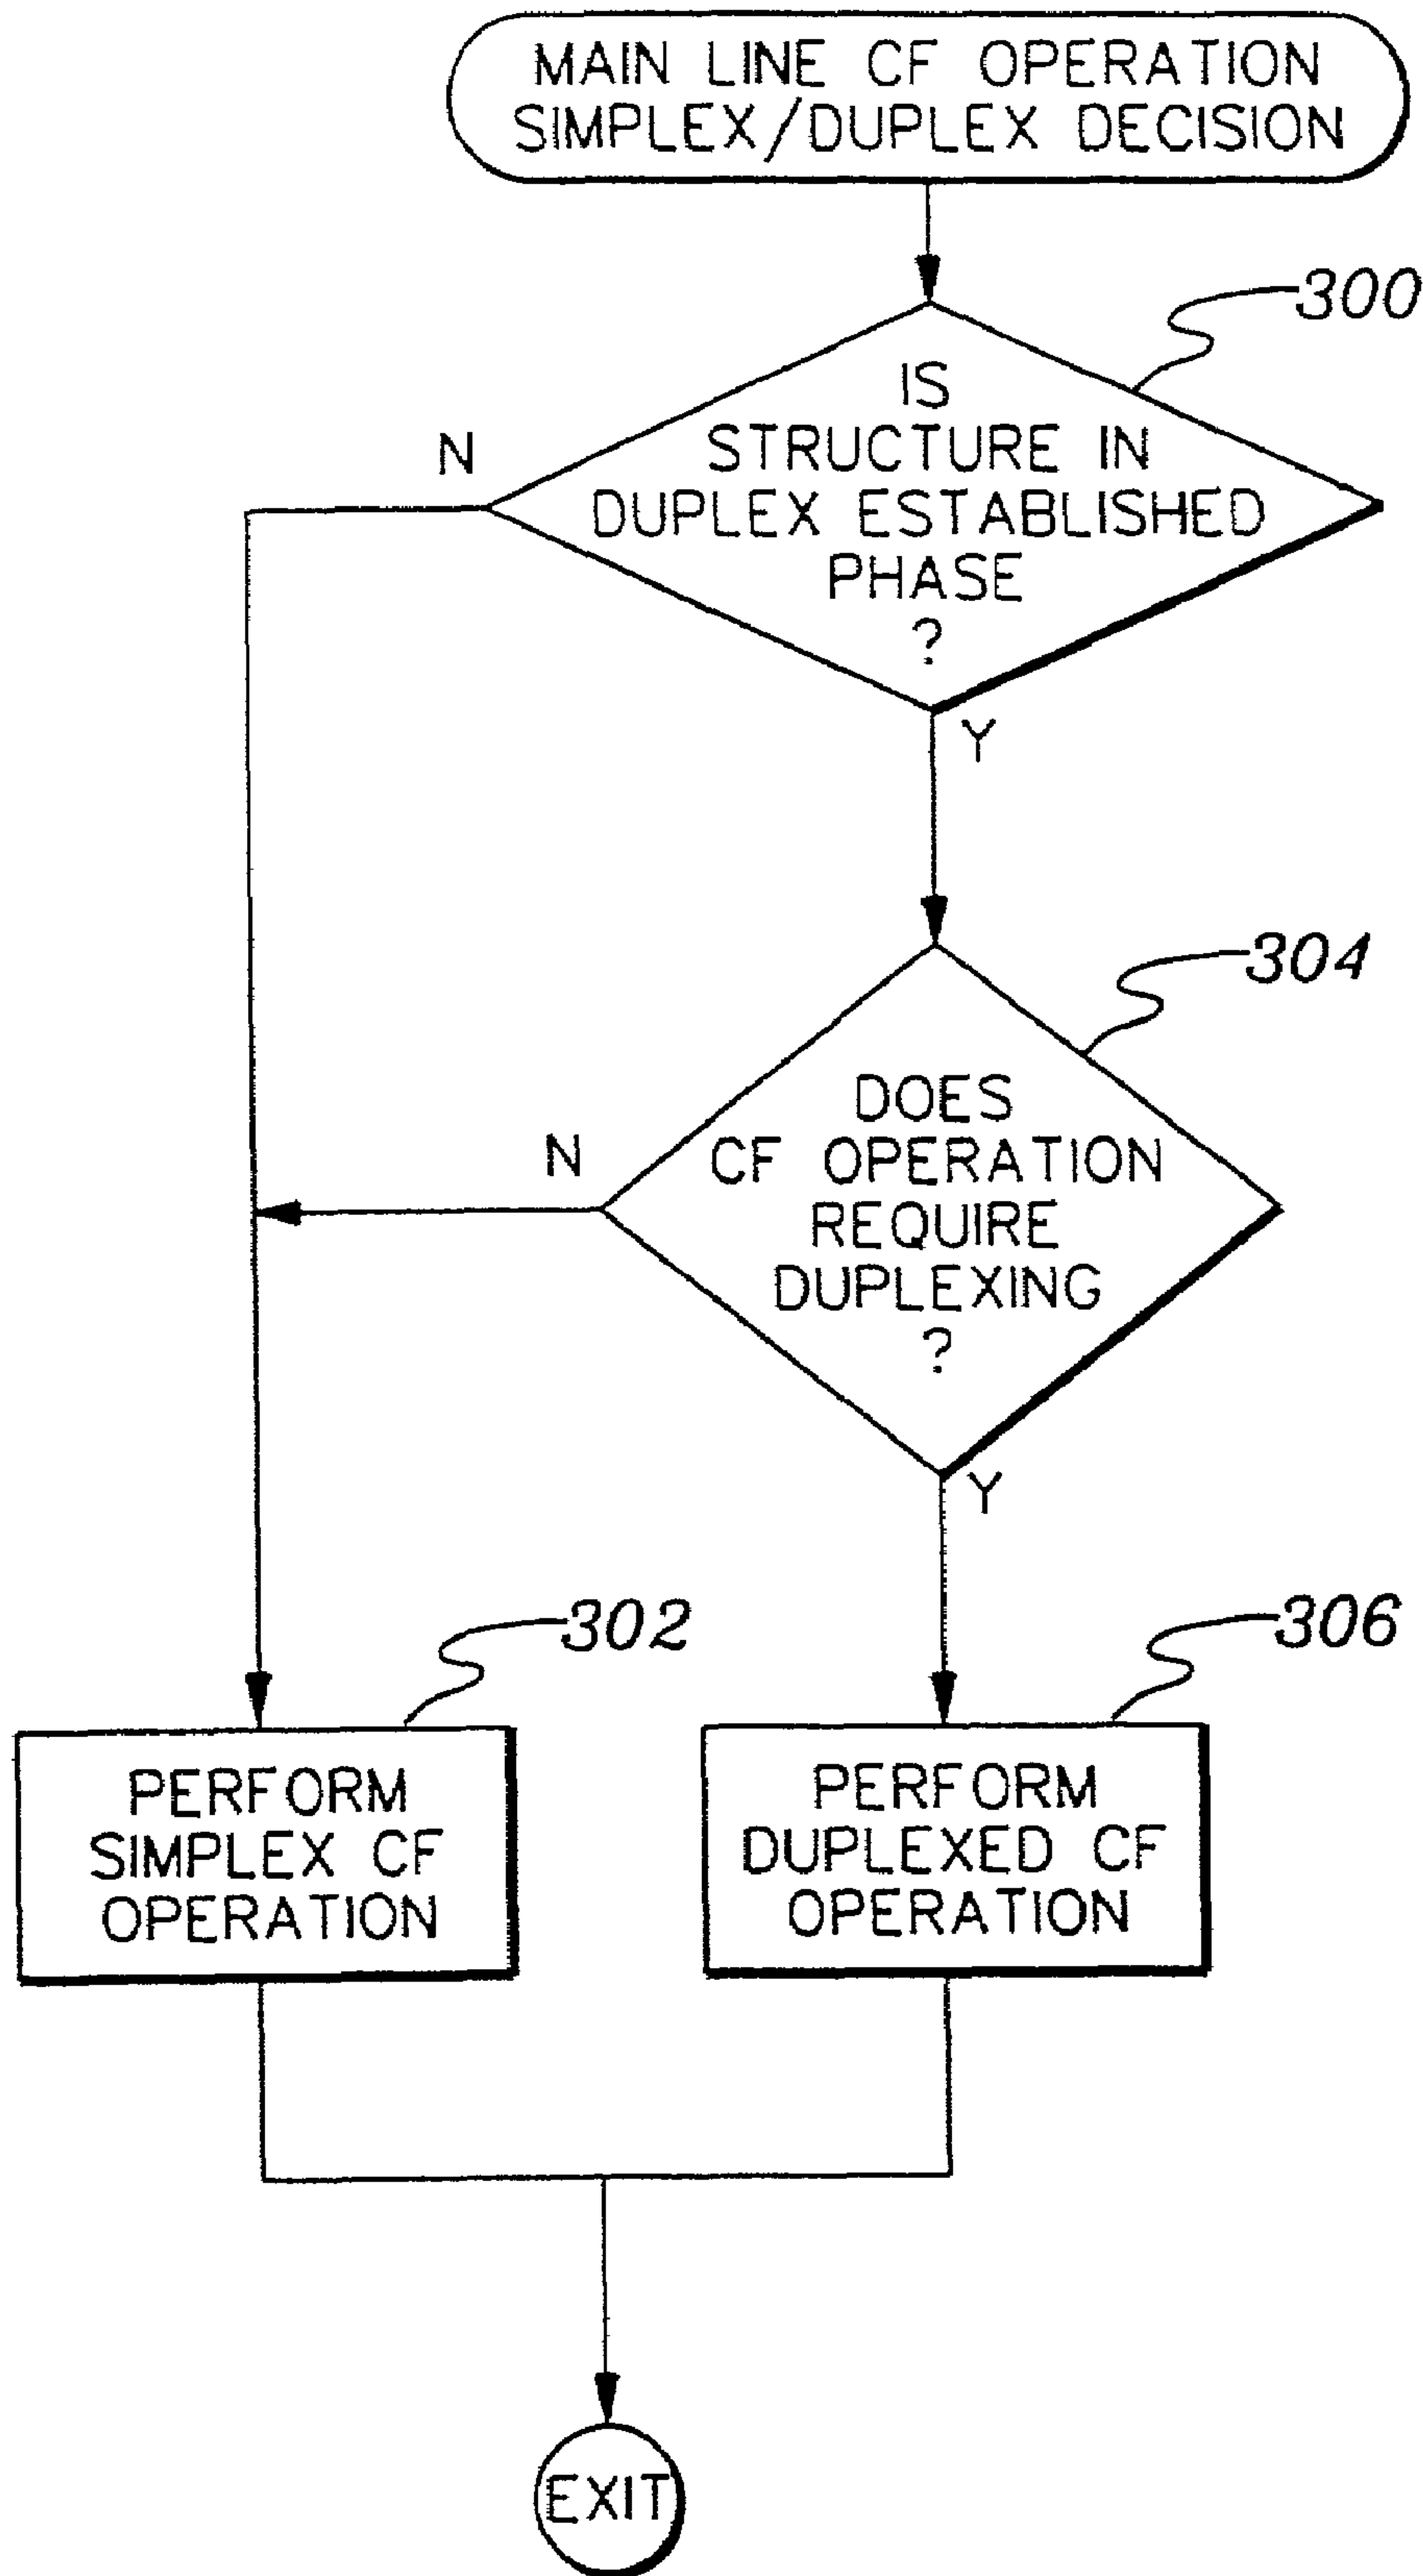 MAIN LINE CF OPERATION
SIMPLEX/DUPLEX DECISION
300
IS
STRUCTURE IN
DUPLEX ESTABLISHED
PHASE
?
N
Y
304
DOES
CF OPERATION
REQUIRE
DUPLEXING
?
N
Y
302
PERFORM
SIMPLEX CF
OPERATION
306
PERFORM
DUPLEXED CF
OPERATION
EXIT